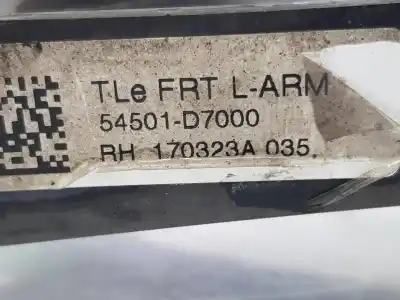 TLe FRT L-ARM
54501-D7000
RH 170323A 035